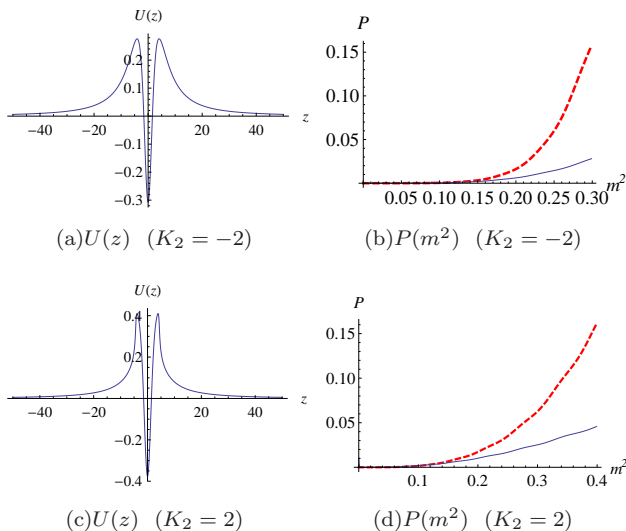 U(z)
0.2
0.1
−40 −20 20 40 z
−0.1
−0.2
−0.3
(a)U(z) (K₂ = −2)
P
0.15
0.10
0.05
0.05 0.10 0.15 0.20 0.25 0.30 m²
(b)P(m²) (K₂ = −2)
U(z)
0.4
0.2
−40 −20 20 40 z
−0.2
−0.4
(c)U(z) (K₂ = 2)
P
0.15
0.10
0.05
0.1 0.2 0.3 0.4 m²
(d)P(m²) (K₂ = 2)